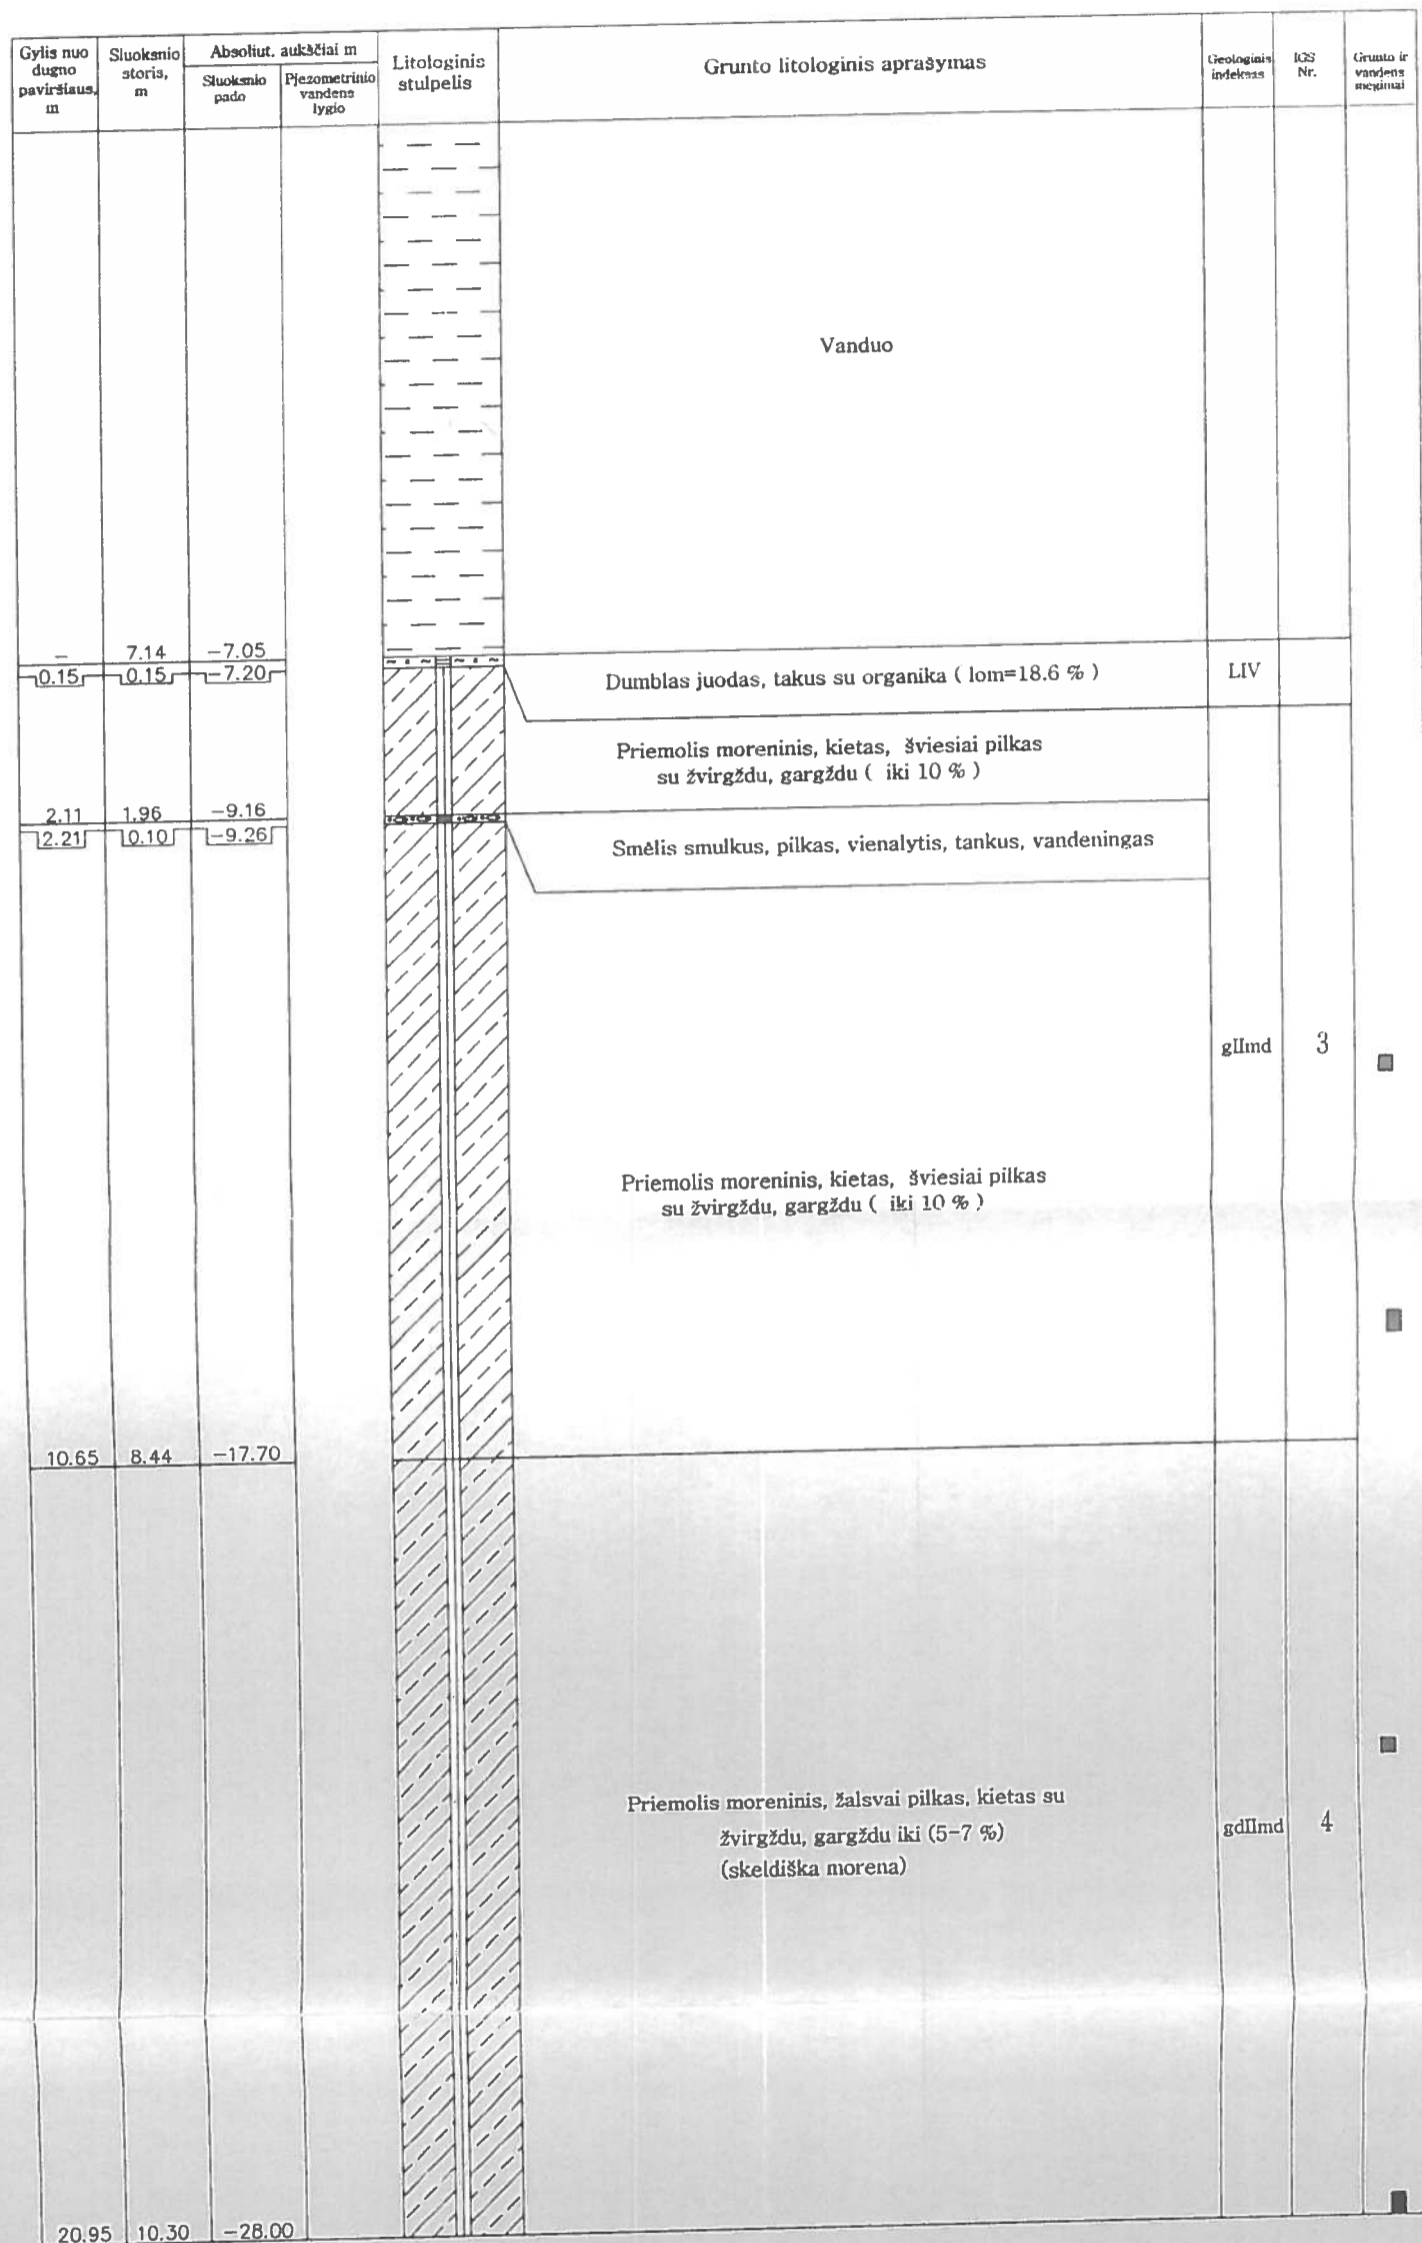 Gylis nuo
dugno
paviršiaus,
m
Sluoksnio
storis,
m
Absoliut. aukščiai m
Sluoksnio
pado
Pjezometrinio
vandens
lygio
Litologinis
stulpelis
Grunto litologinis aprašymas
Geologinis
indeksas
IGS
Nr.
Grunto ir
vandens
mėginiai
Vanduo
– 7.14 -7.05
0.15 0.15 -7.20
Dumblas juodas, takus su organika ( lom=18.6 % )
LIV
Priemolis moreninis, kietas, šviesiai pilkas
su žvirgždu, gargždu ( iki 10 % )
2.11 1.96 -9.16
2.21 0.10 -9.26
Smėlis smulkus, pilkas, vienalytis, tankus, vandeningas
gIImd 3
Priemolis moreninis, kietas, šviesiai pilkas
su žvirgždu, gargždu ( iki 10 % )
10.65 8.44 -17.70
Priemolis moreninis, žalsvai pilkas, kietas su
žvirgždu, gargždu iki (5-7 %)
(skeldiška morena)
gdIImd 4
20.95 10.30 -28.00